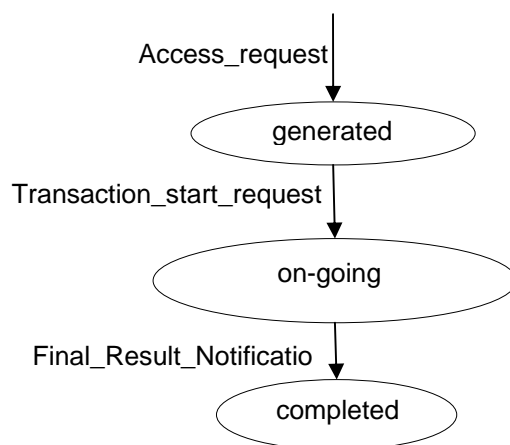 Access_request
generated
Transaction_start_request
on-going
Final_Result_Notificatio
completed